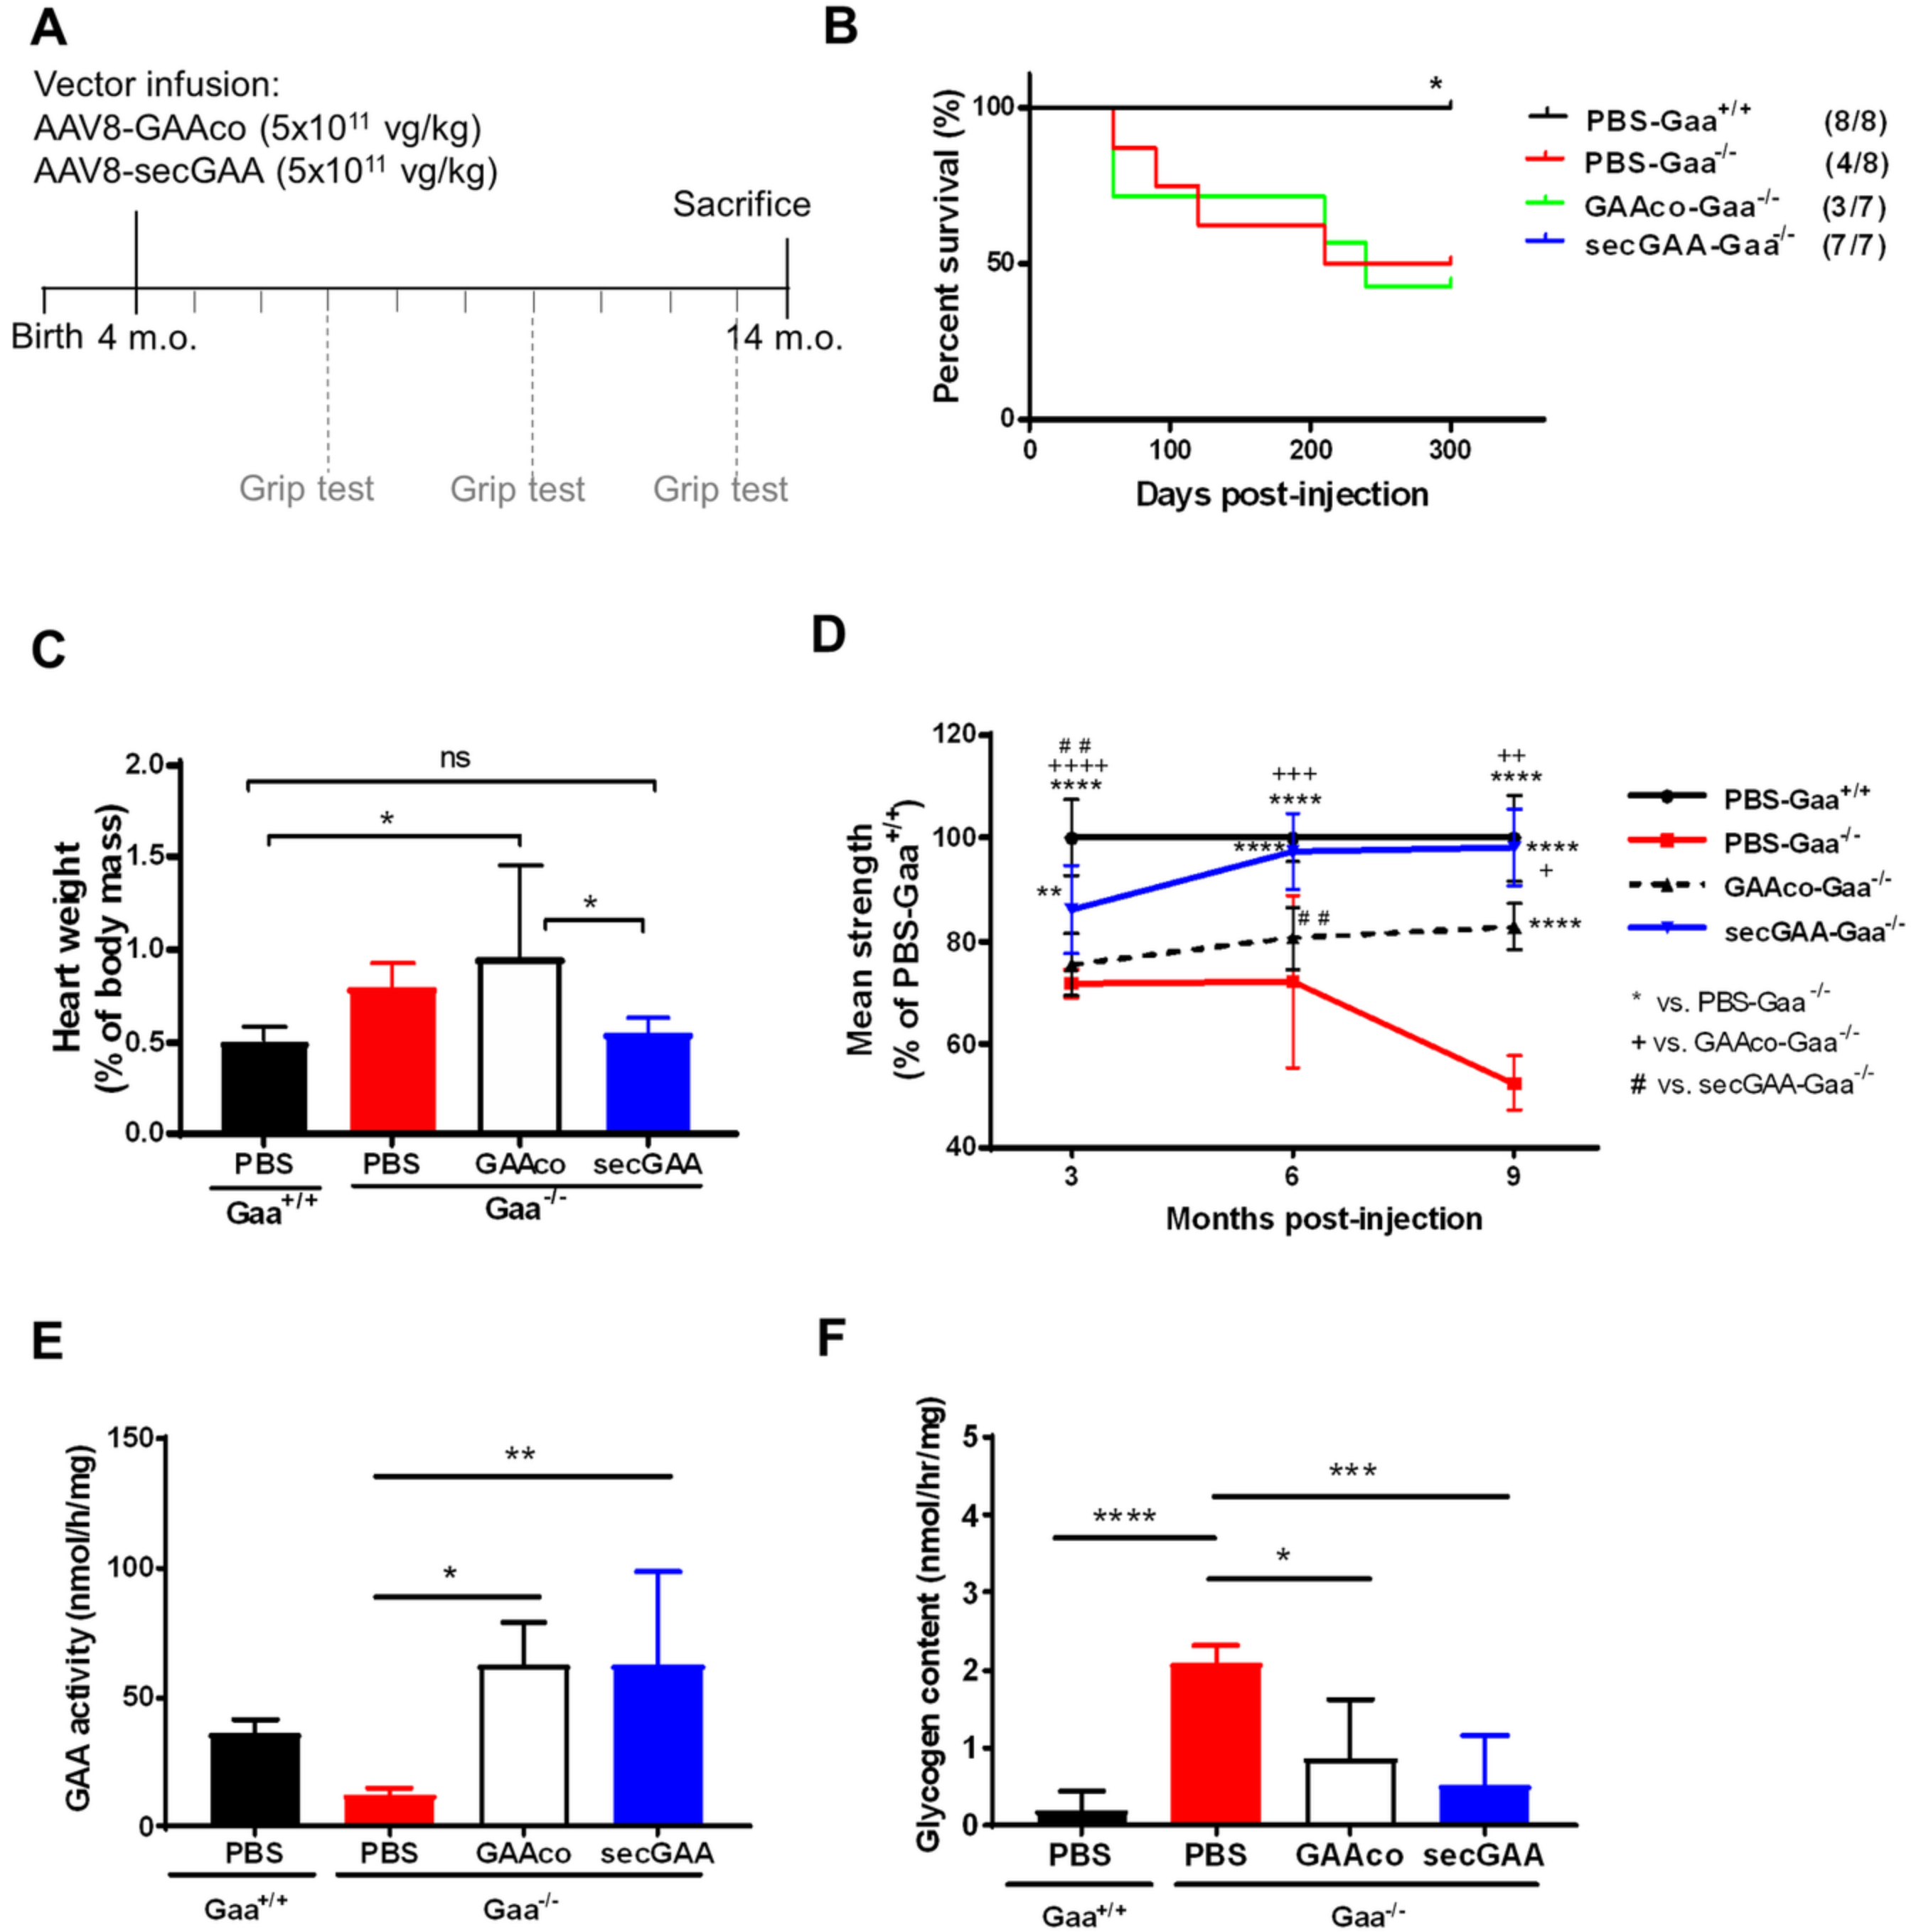 A
Vector infusion:
AAV8-GAAco (5x10¹¹ vg/kg)
AAV8-secGAA (5x10¹¹ vg/kg)
Sacrifice
Birth 4 m.o. 14 m.o.
Grip test Grip test Grip test
B
Percent survival (%)
100
50
0
*
0 100 200 300
Days post-injection
PBS-Gaa+/+ (8/8)
PBS-Gaa-/- (4/8)
GAAco-Gaa-/- (3/7)
secGAA-Gaa-/- (7/7)
C
Heart weight
(% of body mass)
2.0
1.5
1.0
0.5
0.0
ns
*
*
PBS PBS GAAco secGAA
Gaa+/+ Gaa-/-
D
Mean strength
(% of PBS-Gaa+/+)
120
100
80
60
40
# #
++++
****
**
+++
****
****
# #
++
****
****
+
****
3 6 9
Months post-injection
PBS-Gaa+/+
PBS-Gaa-/-
GAAco-Gaa-/-
secGAA-Gaa-/-
* vs. PBS-Gaa-/-
+ vs. GAAco-Gaa-/-
# vs. secGAA-Gaa-/-
E
GAA activity (nmol/h/mg)
150
100
50
0
**
*
PBS PBS GAAco secGAA
Gaa+/+ Gaa-/-
F
Glycogen content (nmol/hr/mg)
5
4
3
2
1
0
***
****
*
PBS PBS GAAco secGAA
Gaa+/+ Gaa-/-